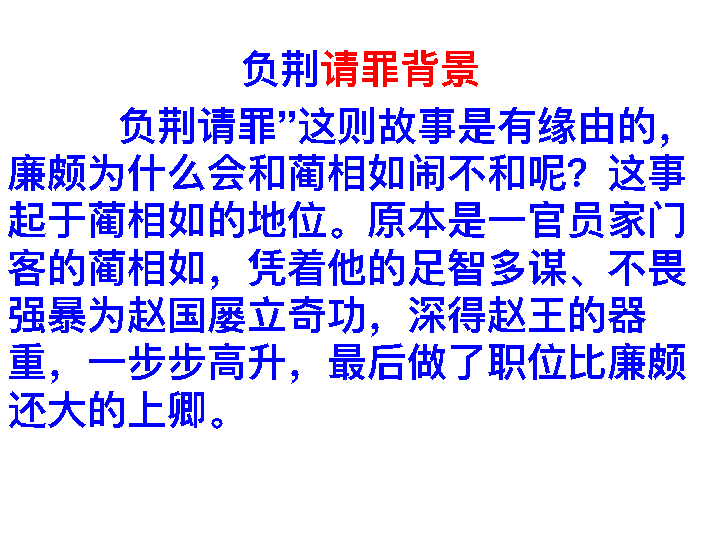 负荆请罪背景
负荆请罪”这则故事是有缘由的，
廉颇为什么会和蔺相如闹不和呢？这事
起于蔺相如的地位。原本是一官员家门
客的蔺相如，凭着他的足智多谋、不畏
强暴为赵国屡立奇功，深得赵王的器
重，一步步高升，最后做了职位比廉颇
还大的上卿。